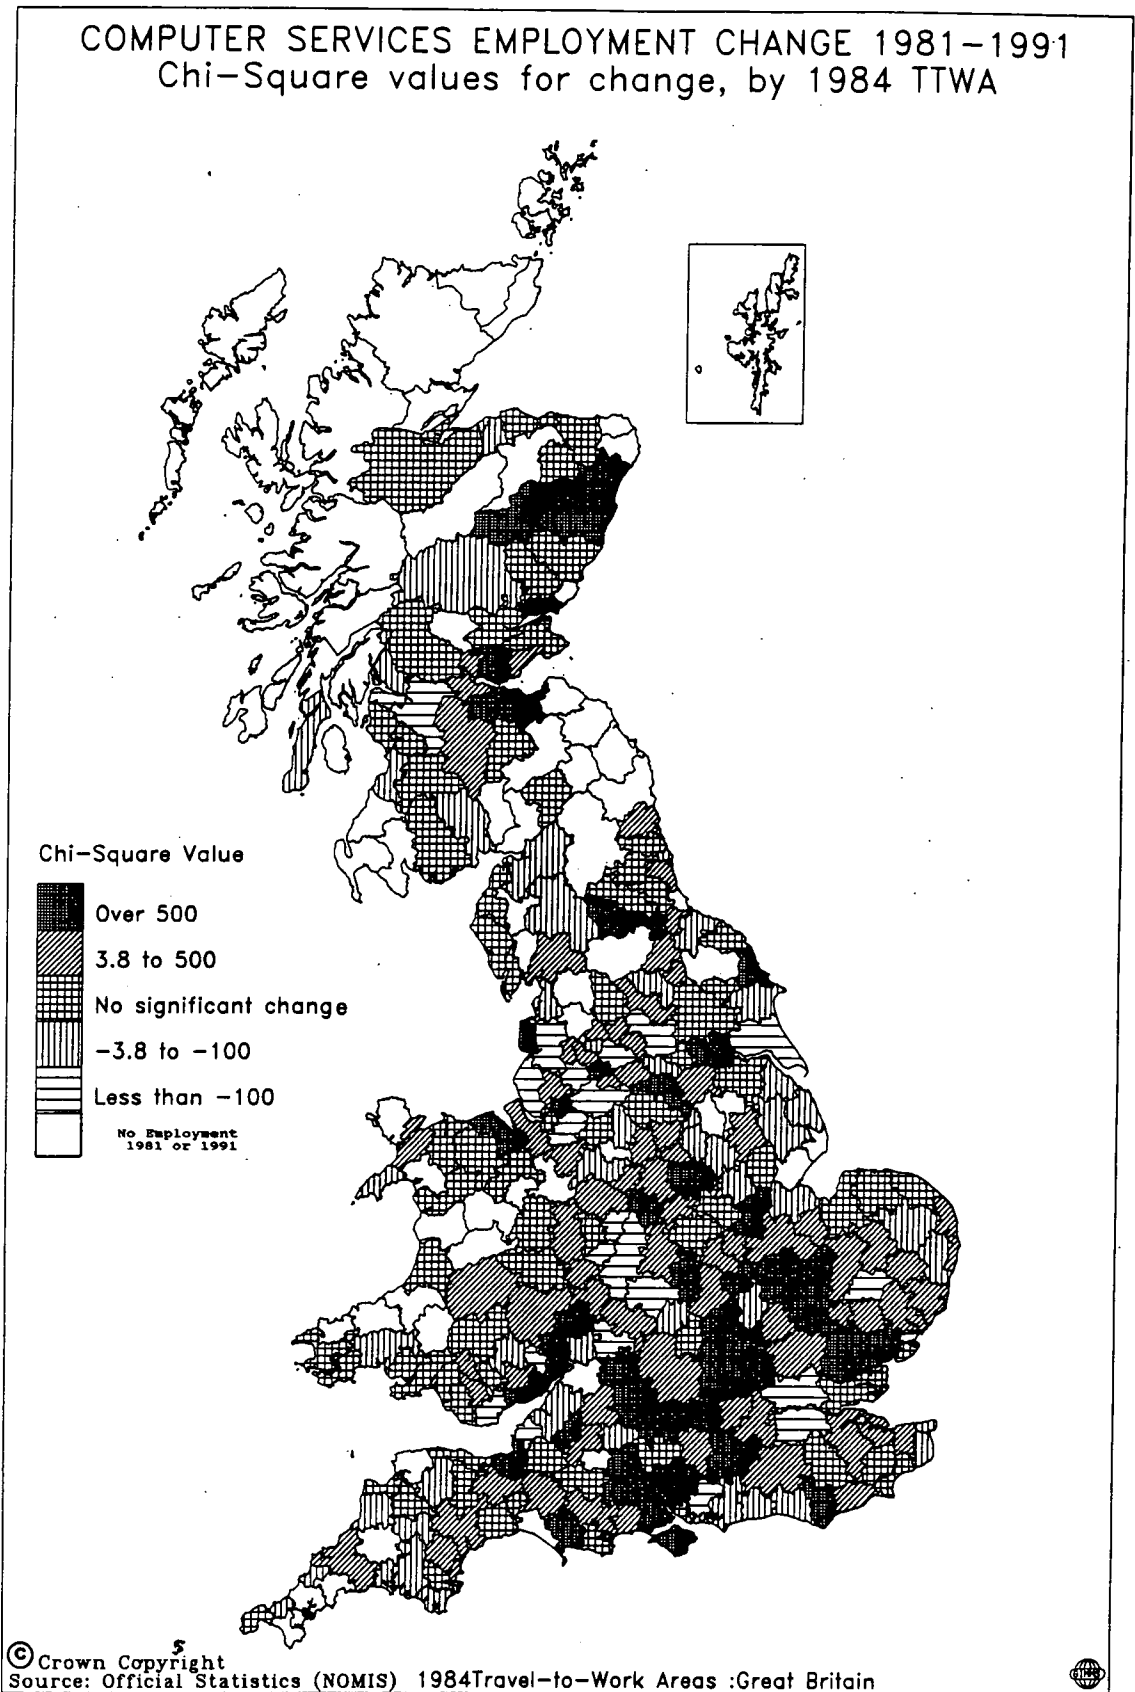 COMPUTER SERVICES EMPLOYMENT CHANGE 1981-1991
Chi-Square values for change, by 1984 TTWA
Chi-Square Value
Over 500
3.8 to 500
No significant change
-3.8 to -100
Less than -100
No Employment
1981 or 1991
5
© Crown Copyright
Source: Official Statistics (NOMIS) 1984Travel-to-Work Areas :Great Britain